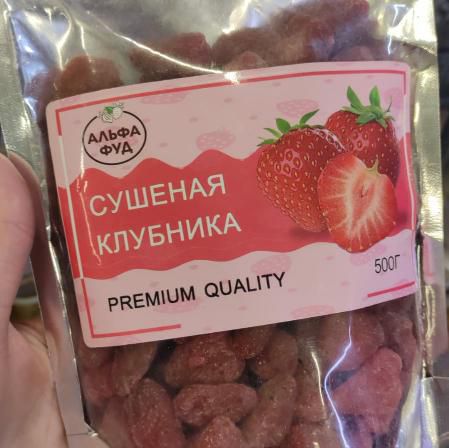 АЛЬФА
ФУД
СУШЕНАЯ
КЛУБНИКА
PREMIUM QUALITY
500Г